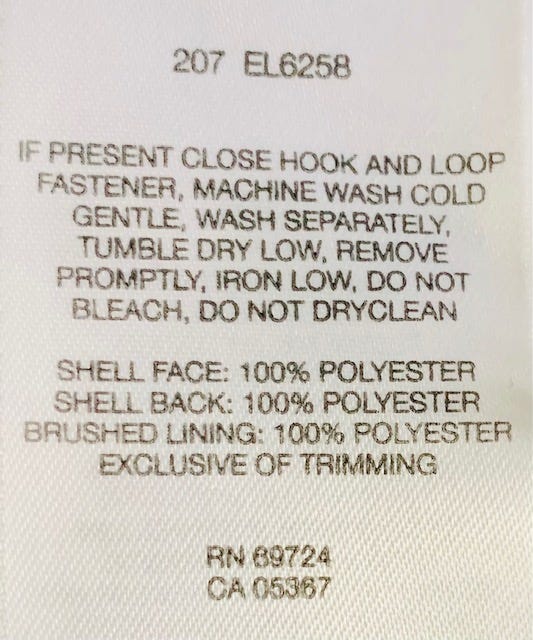 207 EL6258
IF PRESENT CLOSE HOOK AND LOOP
FASTENER, MACHINE WASH COLD
GENTLE, WASH SEPARATELY,
TUMBLE DRY LOW, REMOVE
PROMPTLY, IRON LOW, DO NOT
BLEACH, DO NOT DRYCLEAN
SHELL FACE: 100% POLYESTER
SHELL BACK: 100% POLYESTER
BRUSHED LINING: 100% POLYESTER
EXCLUSIVE OF TRIMMING
RN 69724
CA 05367